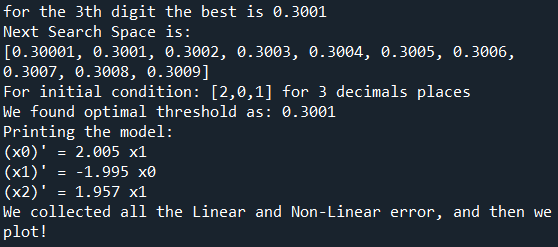 for the 3th digit the best is 0.3001
Next Search Space is:
[0.30001, 0.3001, 0.3002, 0.3003, 0.3004, 0.3005, 0.3006,
0.3007, 0.3008, 0.3009]
For initial condition: [2,0,1] for 3 decimals places
We found optimal threshold as: 0.3001
Printing the model:
(x0)' = 2.005 x1
(x1)' = -1.995 x0
(x2)' = 1.957 x1
We collected all the Linear and Non-Linear error, and then we
plot!